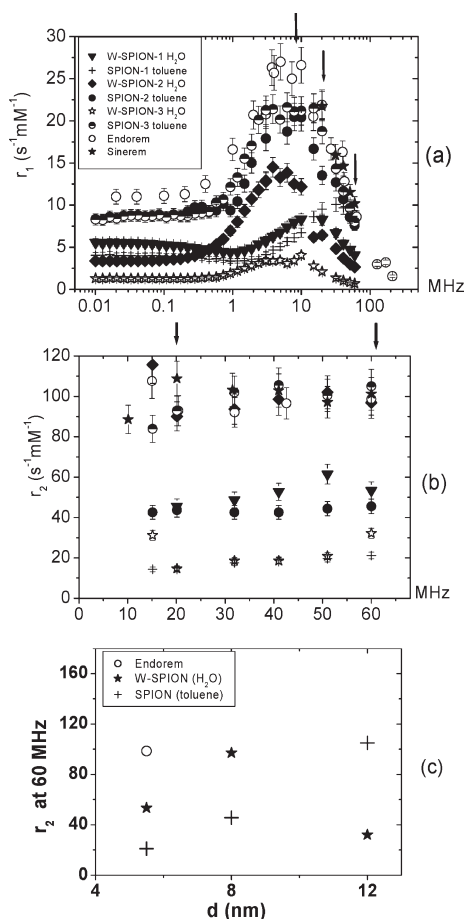 30
25
20
15
10
5
0
r₁ (s⁻¹mM⁻¹)
W-SPION-1 H₂O
SPION-1 toluene
W-SPION-2 H₂O
SPION-2 toluene
W-SPION-3 H₂O
SPION-3 toluene
Endorem
Sinerem
(a)
0.01 0.1 1 10 100 MHz
120
100
80
60
40
20
0
r₂ (s⁻¹mM⁻¹)
(b)
10 20 30 40 50 60 MHz
160
120
80
40
0
r₂ at 60 MHz
Endorem
W-SPION (H₂O)
SPION (toluene)
(c)
4 8 12
d (nm)